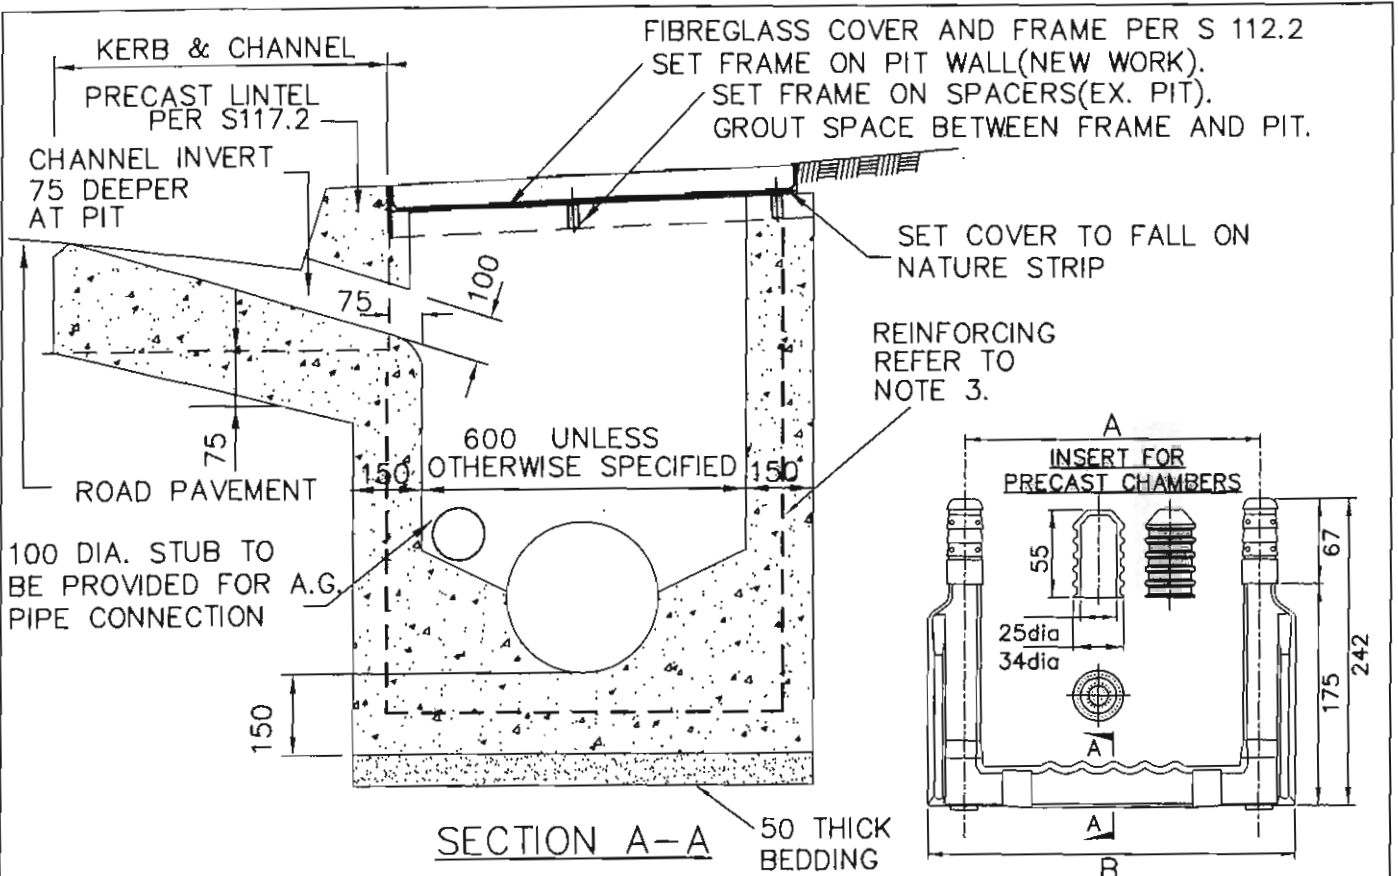 KERB & CHANNEL
FIBREGLASS COVER AND FRAME PER S 112.2
SET FRAME ON PIT WALL(NEW WORK).
SET FRAME ON SPACERS(EX. PIT).
GROUT SPACE BETWEEN FRAME AND PIT.
PRECAST LINTEL
PER S117.2
CHANNEL INVERT
75 DEEPER
AT PIT
SET COVER TO FALL ON
NATURE STRIP
75
100
REINFORCING
REFER TO
NOTE 3.
75
ROAD PAVEMENT
600 UNLESS
OTHERWISE SPECIFIED
150
150
100 DIA. STUB TO
BE PROVIDED FOR A.G.
PIPE CONNECTION
150
SECTION A-A
50 THICK
BEDDING
A
INSERT FOR
PRECAST CHAMBERS
55
67
25dia
34dia
175
242
A
A
B